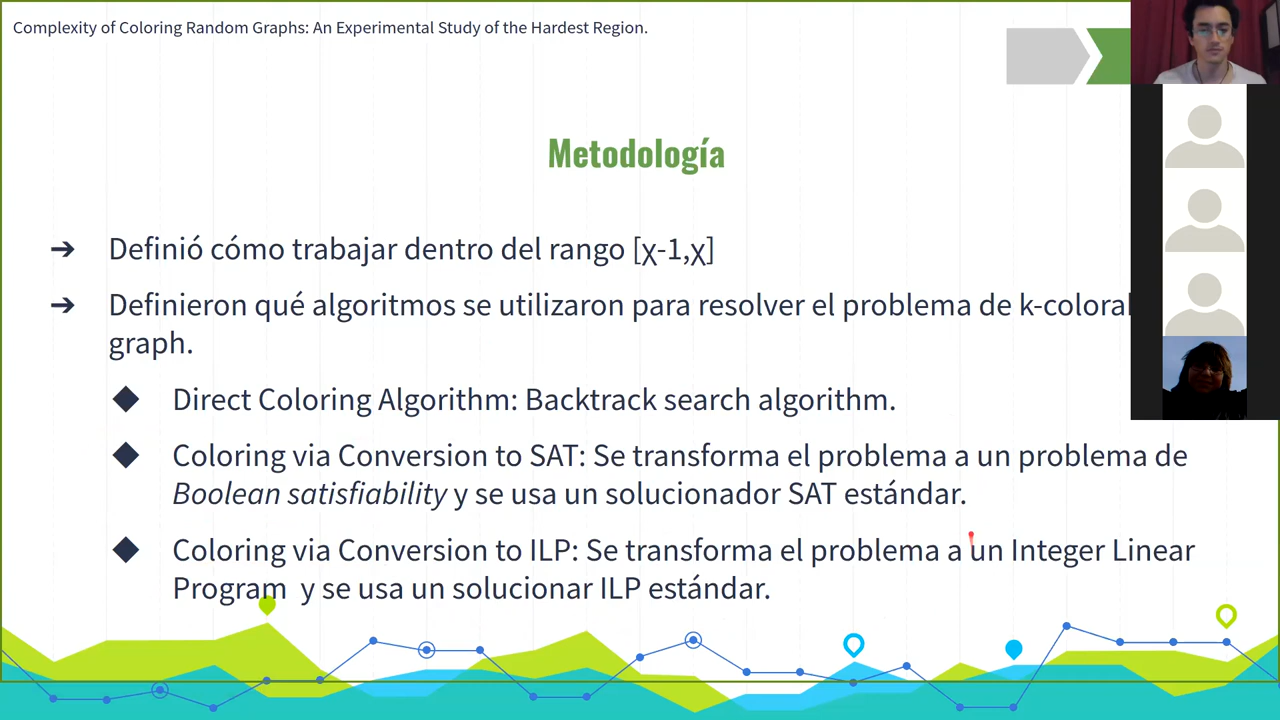 Complexity of Coloring Random Graphs: An Experimental Study of the Hardest Region.
Metodología
➔ Definió cómo trabajar dentro del rango [χ-1,χ]
➔ Definieron qué algoritmos se utilizaron para resolver el problema de
graph.
◆ Direct Coloring Algorithm: Backtrack search algorithm.
◆ Coloring via Conversion to SAT: Se transforma el problema a un problema de
Boolean satisfiability y se usa un solucionador SAT estándar.
◆ Coloring via Conversion to ILP: Se transforma el problema a un Integer Linear
Program y se usa un solucionar ILP estándar.